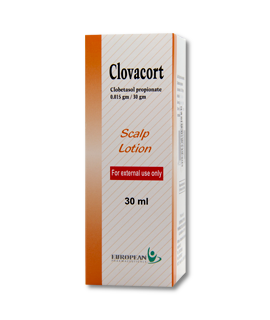 Clovacort
Clobetasol propionate
0.015 gm / 30 gm
Scalp
Lotion
For external use only
30 ml
EUROPEAN